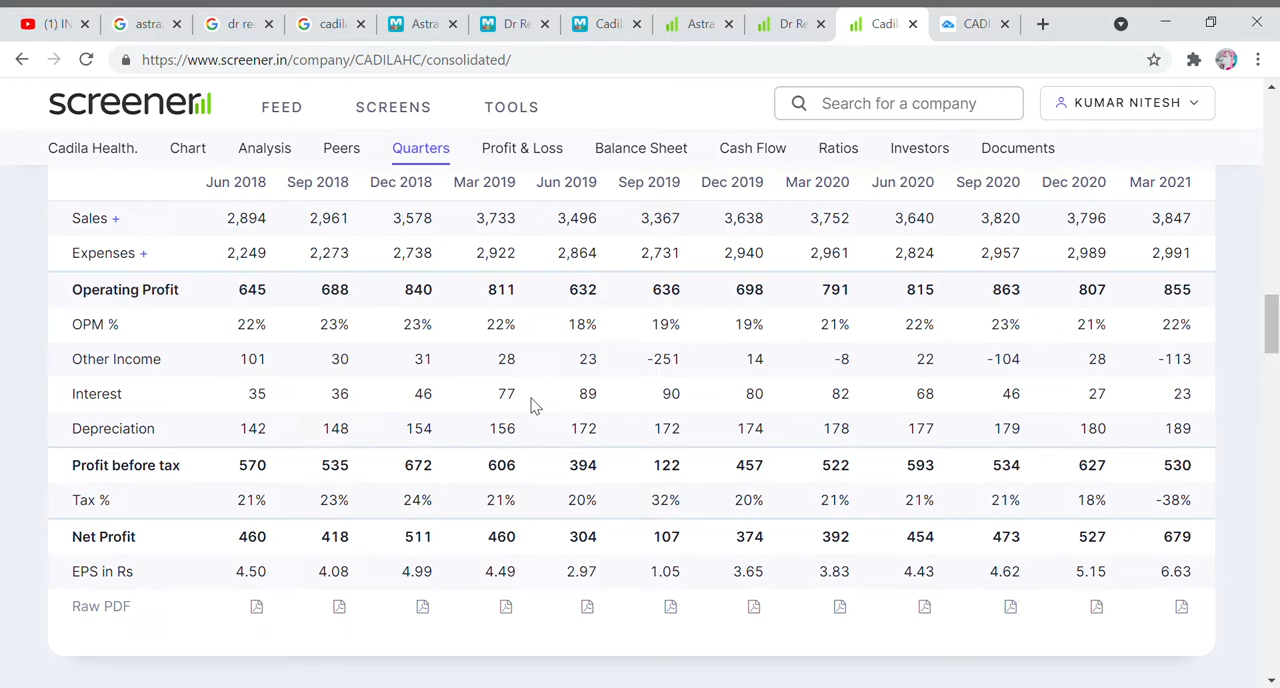 (1) IN
astra.
dr re
cadil
Astra
Dr Re
Cadil
Astra
Dr Re
Cadil
CADI
https://www.screener.in/company/CADILAHC/consolidated/
screener
FEED SCREENS TOOLS
Search for a company
KUMAR NITESH
Cadila Health. Chart Analysis Peers Quarters Profit & Loss Balance Sheet Cash Flow Ratios Investors Documents
Jun 2018 Sep 2018 Dec 2018 Mar 2019 Jun 2019 Sep 2019 Dec 2019 Mar 2020 Jun 2020 Sep 2020 Dec 2020 Mar 2021
Sales + 2,894 2,961 3,578 3,733 3,496 3,367 3,638 3,752 3,640 3,820 3,796 3,847
Expenses + 2,249 2,273 2,738 2,922 2,864 2,731 2,940 2,961 2,824 2,957 2,989 2,991
Operating Profit 645 688 840 811 632 636 698 791 815 863 807 855
OPM % 22% 23% 23% 22% 18% 19% 19% 21% 22% 23% 21% 22%
Other Income 101 30 31 28 23 -251 14 -8 22 -104 28 -113
Interest 35 36 46 77 89 90 80 82 68 46 27 23
Depreciation 142 148 154 156 172 172 174 178 177 179 180 189
Profit before tax 570 535 672 606 394 122 457 522 593 534 627 530
Tax % 21% 23% 24% 21% 20% 32% 20% 21% 21% 21% 18% -38%
Net Profit 460 418 511 460 304 107 374 392 454 473 527 679
EPS in Rs 4.50 4.08 4.99 4.49 2.97 1.05 3.65 3.83 4.43 4.62 5.15 6.63
Raw PDF